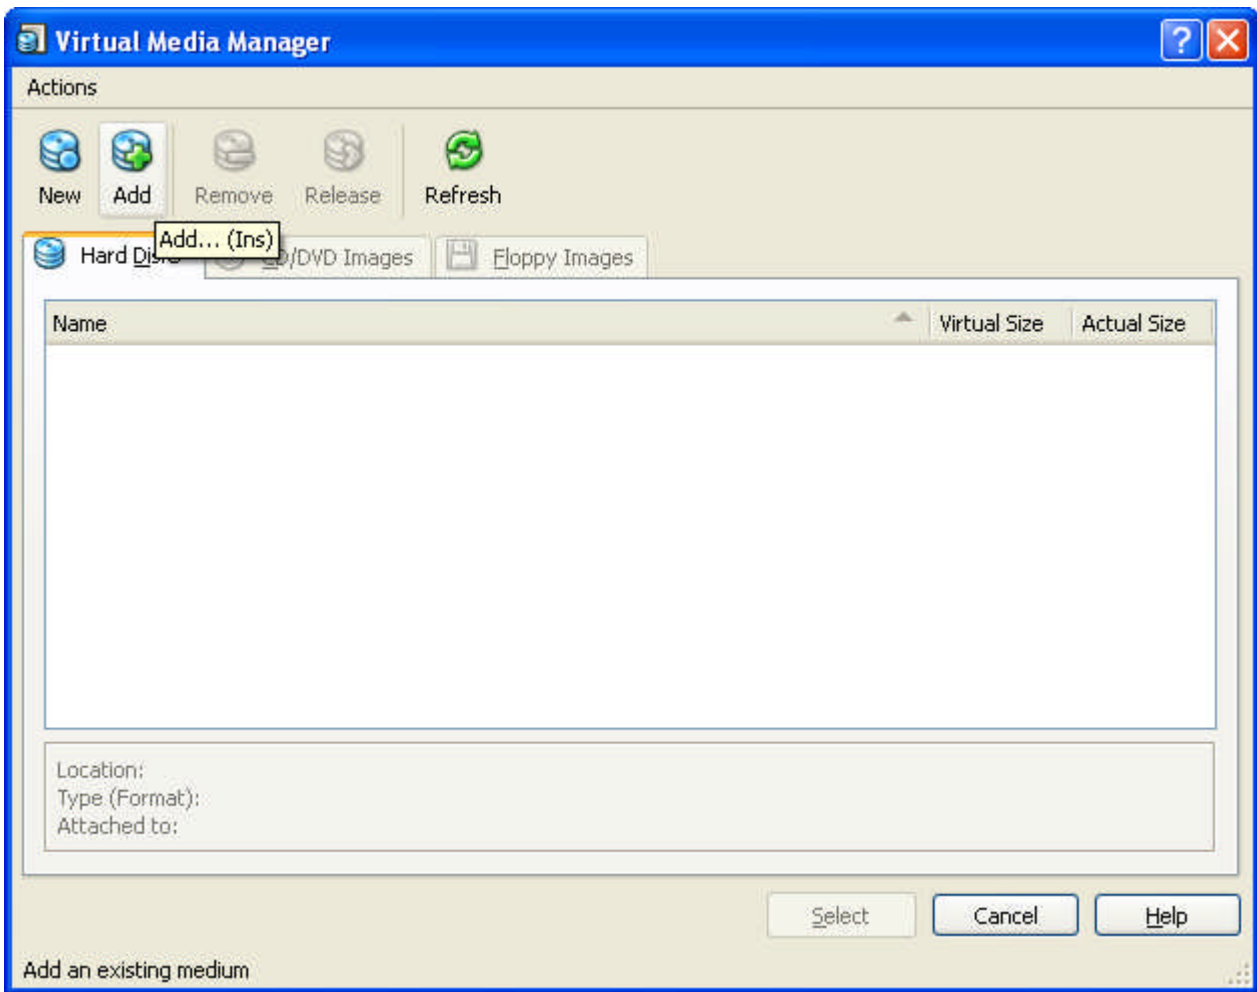 Virtual Media Manager
Actions
New Add Remove Release Refresh
Add... (Ins)
Hard D /DVD Images Floppy Images
Name Virtual Size Actual Size
Location:
Type (Format):
Attached to:
Select Cancel Help
Add an existing medium